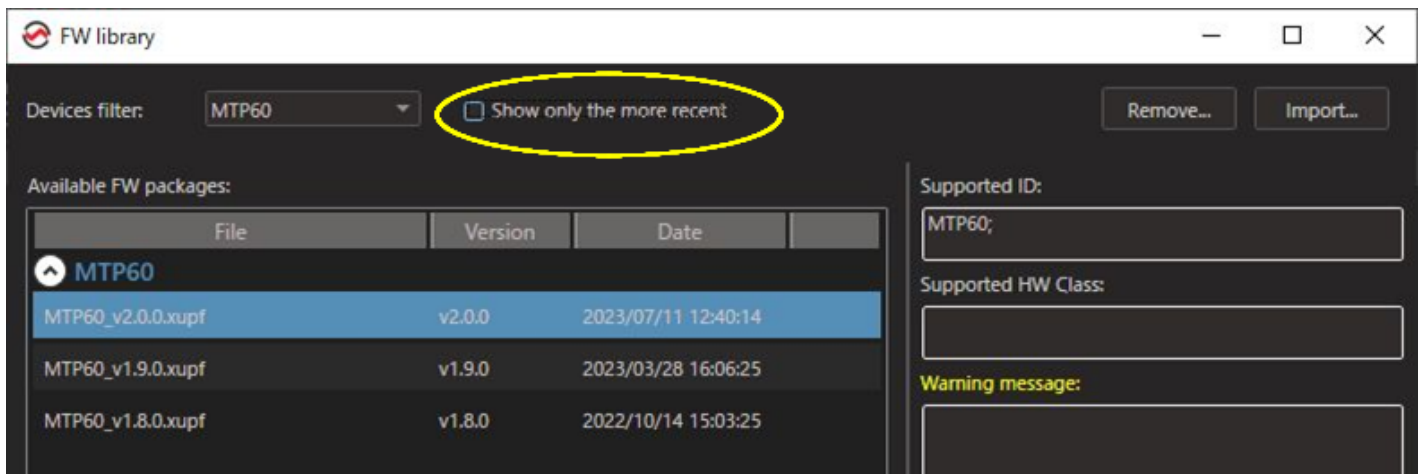 FW library
Devices filter:
MTP60
Show only the more recent
Remove...
Import...
Available FW packages:
File Version Date
MTP60
MTP60_v2.0.0.xupf v2.0.0 2023/07/11 12:40:14
MTP60_v1.9.0.xupf v1.9.0 2023/03/28 16:06:25
MTP60_v1.8.0.xupf v1.8.0 2022/10/14 15:03:25
Supported ID:
MTP60;
Supported HW Class:
Warning message: